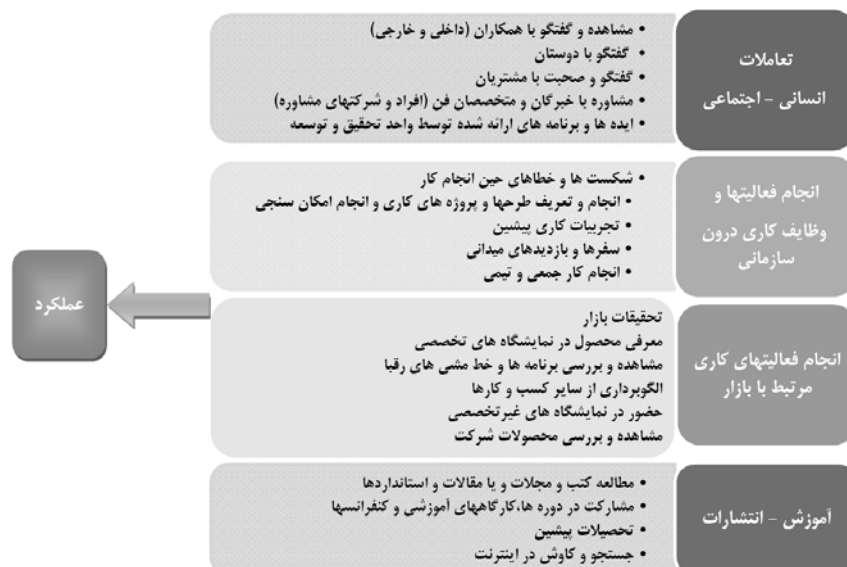 تعاملات
انسانی - اجتماعی
• مشاهده و گفتگو با همکاران (داخلی و خارجی)
• گفتگو با دوستان
• گفتگو و صحبت با مشتریان
• مشاوره با خبرگان و متخصصان فن (افراد و شرکتهای مشاوره)
• ایده ها و برنامه های ارائه شده توسط واحد تحقیق و توسعه
انجام فعالیتها و
وظایف کاری درون
سازمانی
• شکست ها و خطاهای حین انجام کار
• انجام و تعریف طرحها و پروژه های کاری و انجام امکان سنجی
• تجربیات کاری پیشین
• سفرها و بازدیدهای میدانی
• انجام کار جمعی و تیمی
انجام فعالیتهای کاری
مرتبط با بازار
تحقیقات بازار
معرفی محصول در نمایشگاه های تخصصی
مشاهده و بررسی برنامه ها و خط مشی های رقبا
الگوبرداری از سایر کسب و کارها
حضور در نمایشگاه های غیرتخصصی
مشاهده و بررسی محصولات شرکت
آموزش - انتشارات
• مطالعه کتب و مجلات و یا مقالات و استانداردها
• مشارکت در دوره ها،کارگاههای آموزشی و کنفرانسها
• تحصیلات پیشین
• جستجو و کاوش در اینترنت
عملکرد